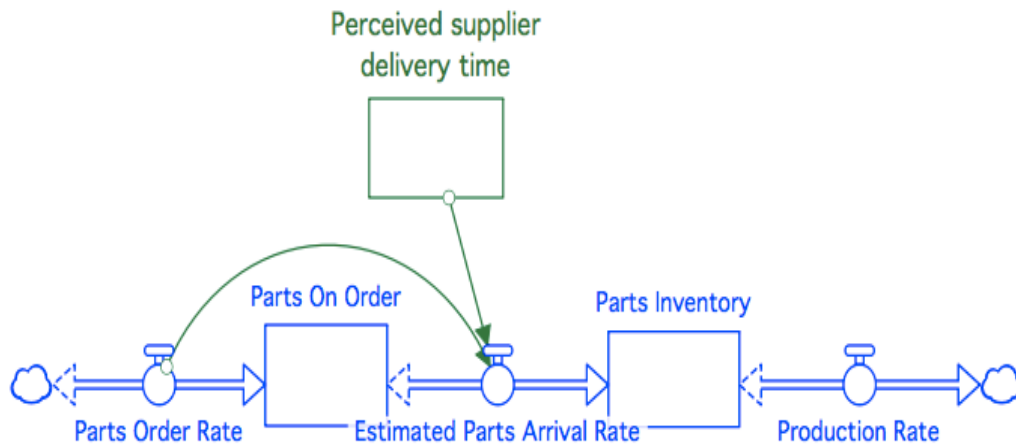 Perceived supplier
delivery time
Parts On Order
Parts Inventory
Parts Order Rate
Estimated Parts Arrival Rate
Production Rate